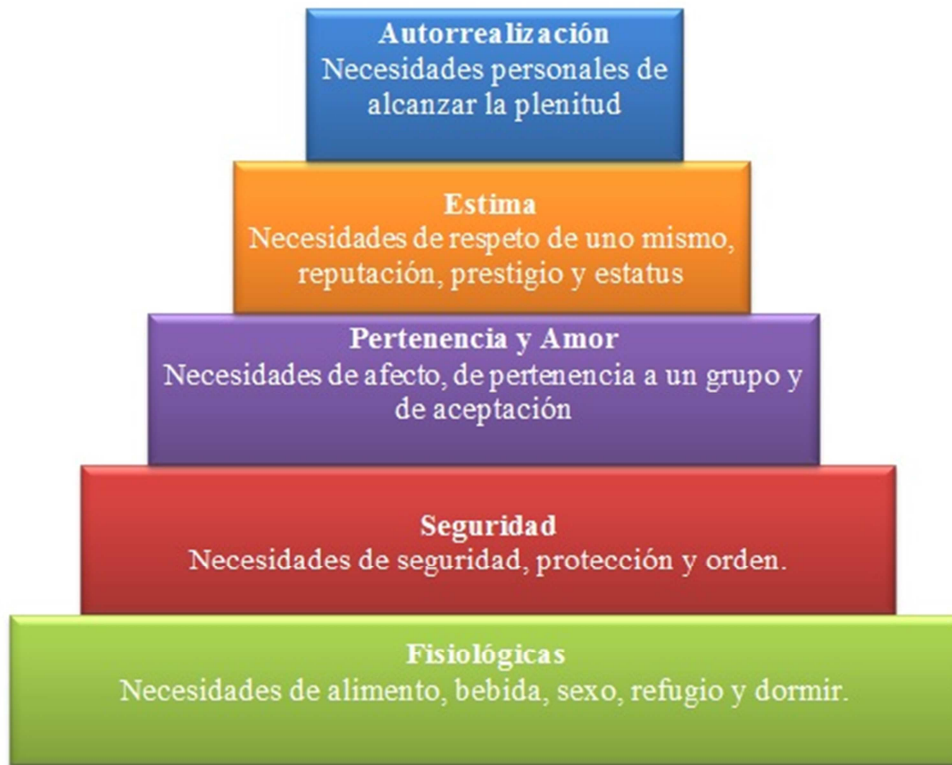 Autorrealización
Necesidades personales de
alcanzar la plenitud
Estima
Necesidades de respeto de uno mismo,
reputación, prestigio y estatus
Pertenencia y Amor
Necesidades de afecto, de pertenencia a un grupo y
de aceptación
Seguridad
Necesidades de seguridad, protección y orden.
Fisiológicas
Necesidades de alimento, bebida, sexo, refugio y dormir.